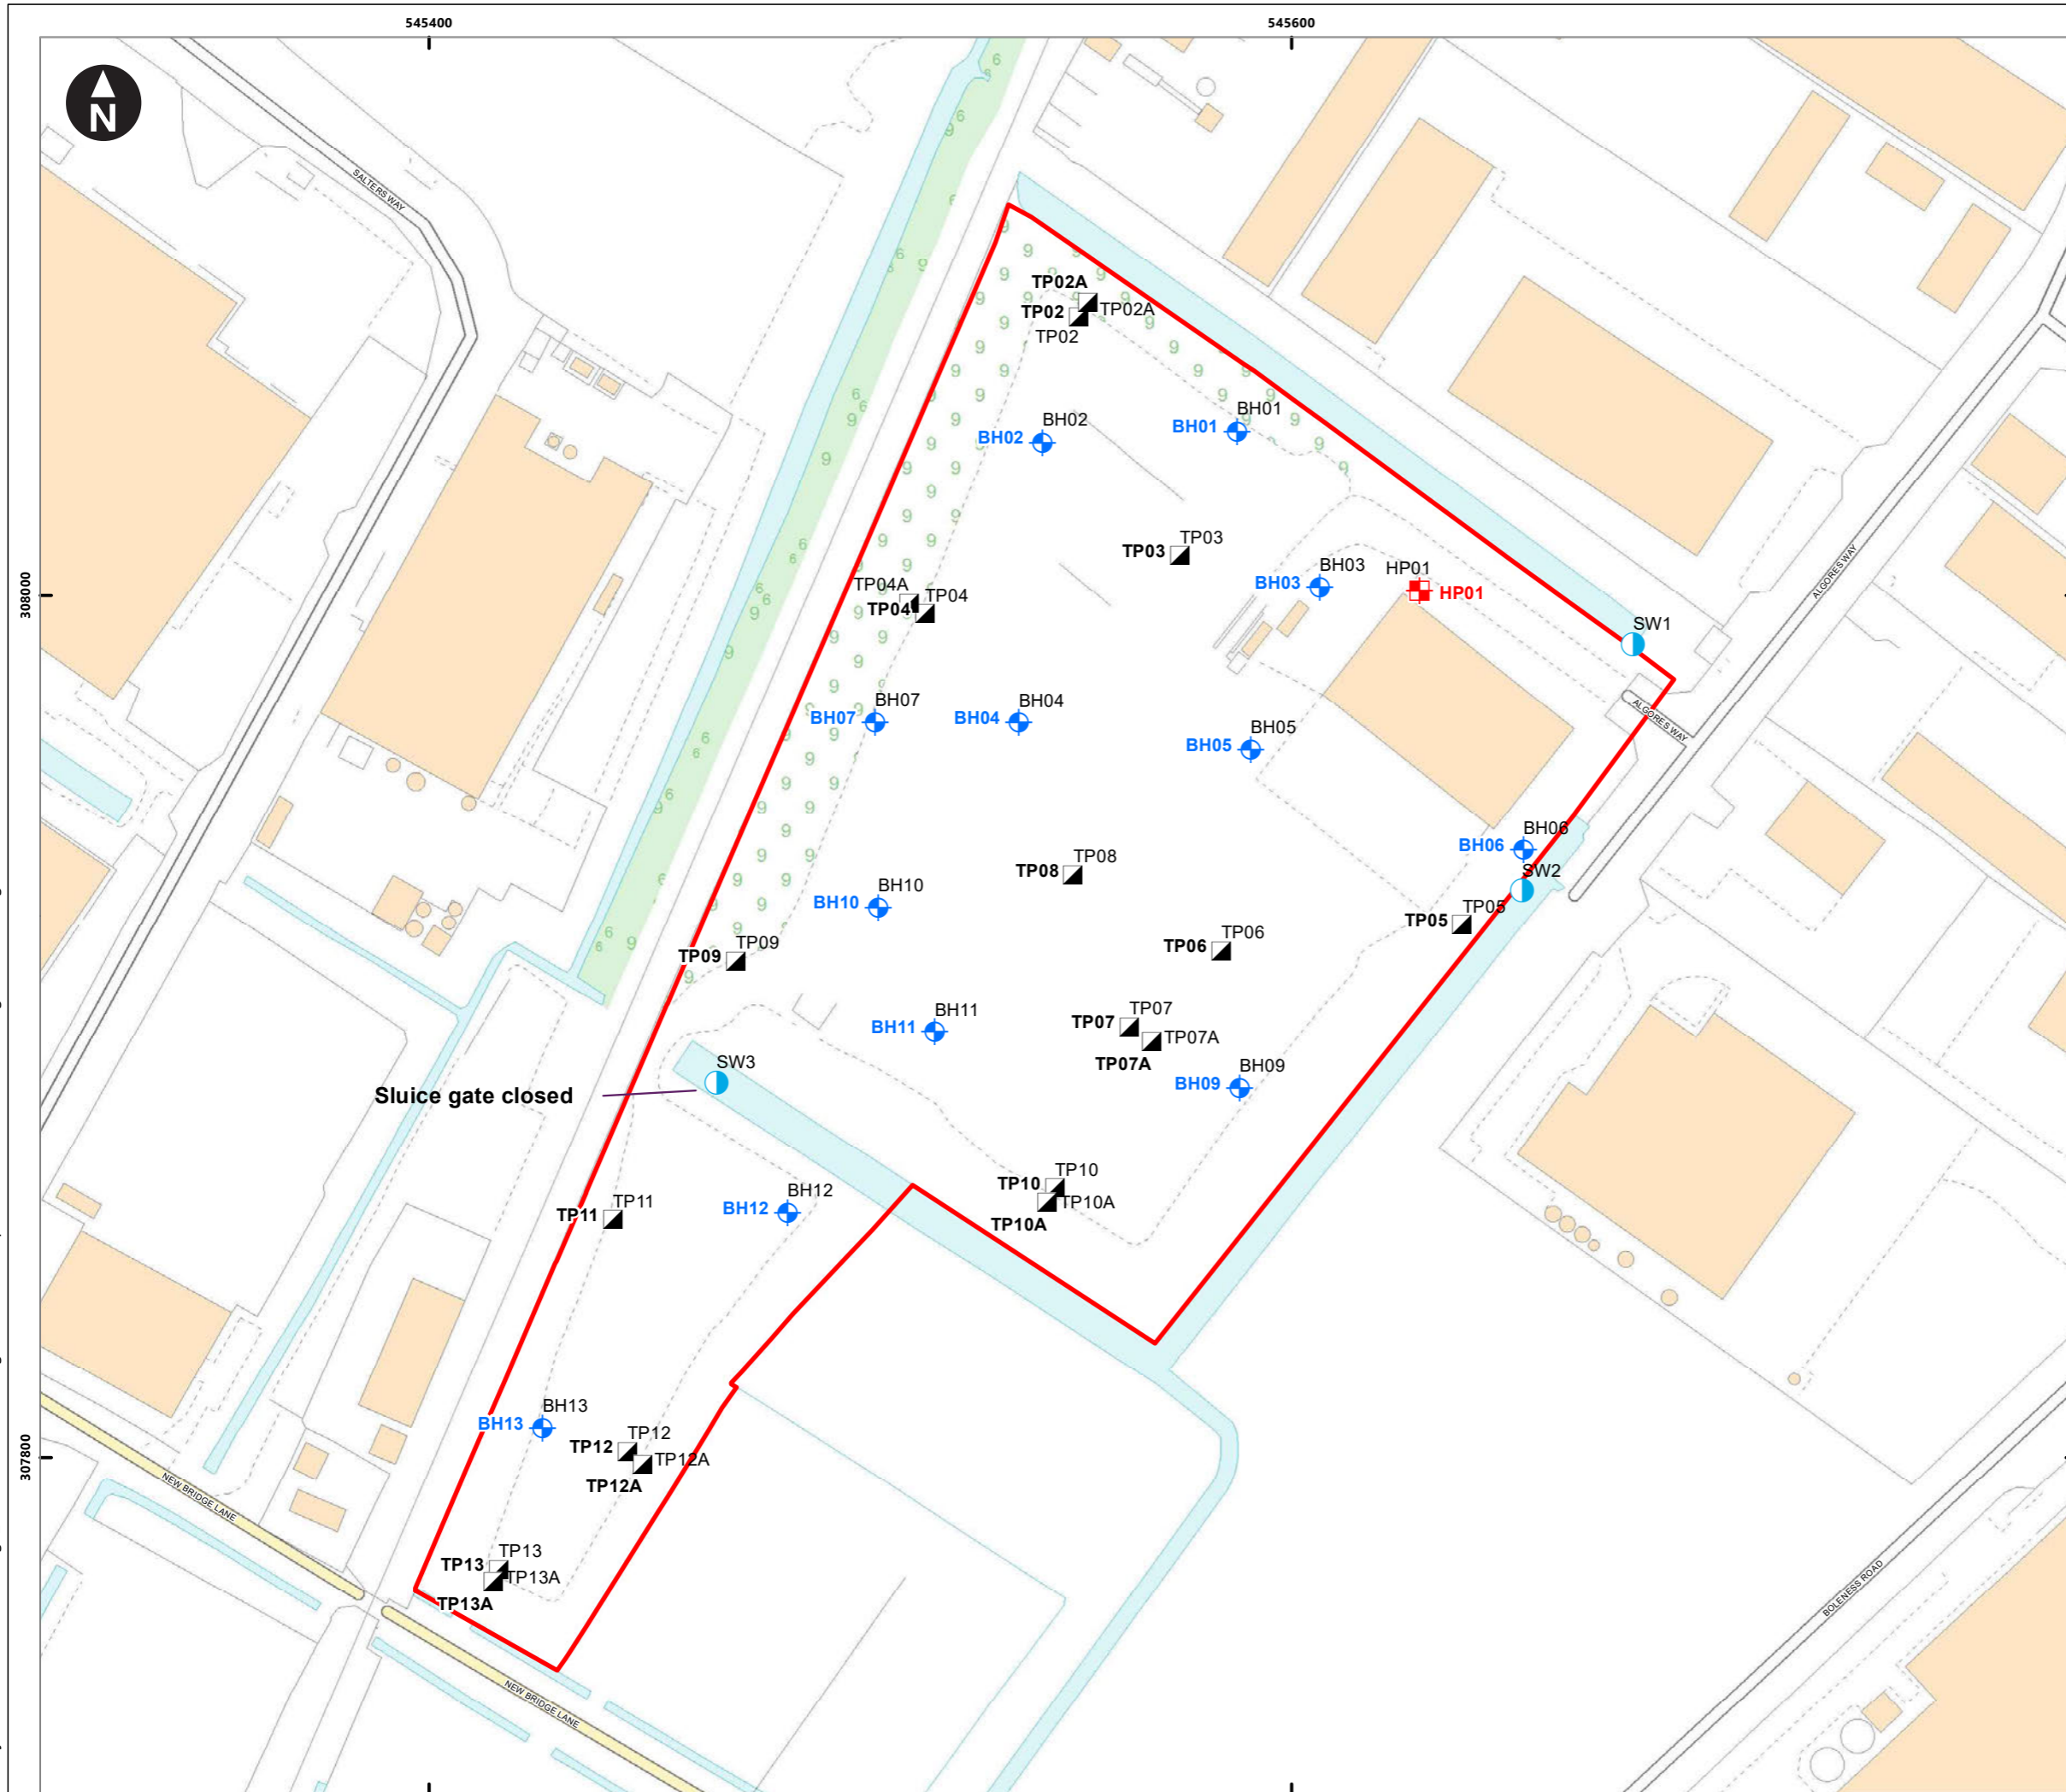 545400
545600
N
SALTERS WAY
TP02A
TP02 TP02A
TP02
BH01
BH02
BH01
BH02
TP03
TP03
ALGORES WAY
308000
BH03
HP01
BH03
HP01
TP04A
TP04
TP04
SW1
BH07
BH04
BH07
BH04
ALGORES WAY
BH05
BH05
BH06
BH06
TP08
TP08
SW2
BH10
BH10
TP05
TP05
TP09
TP09
TP06
TP06
BH11
BH11
TP07
TP07
TP07A
TP07A
SW3
BH09
BH09
Sluice gate closed
TP10
TP10
TP10A
TP10A
BH12
BH12
TP11
TP11
BH13
BH13
TP12
TP12
TP12A
TP12A
307800
NEW BRIDGE LANE
TP13
TP13
TP13A
TP13A
BOLENESS ROAD
NEW BRIDGE LANE